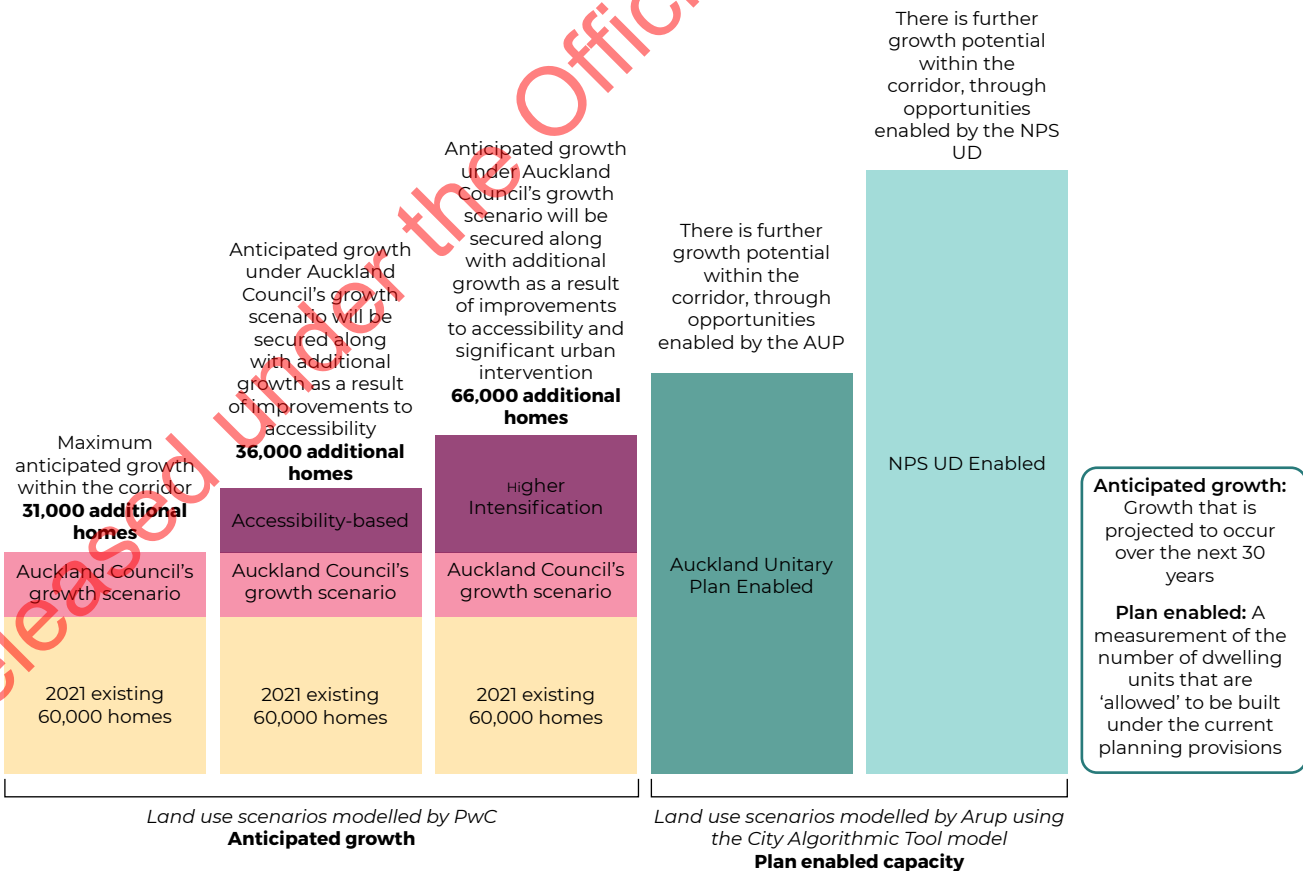 There is further
growth potential
within the
corridor, through
opportunities
enabled by the NPS
UD
Anticipated growth
under Auckland
Council's growth
scenario will be
secured along
with additional
growth as a result
of improvements
to accessibility and
significant urban
intervention
66,000 additional
homes
There is further
growth potential
within the
corridor, through
opportunities
enabled by the AUP
Anticipated growth
under Auckland
Council's growth
scenario will be
secured along
with additional
growth as a result
of improvements to
accessibility
36,000 additional
homes
Maximum
anticipated growth
within the corridor
31,000 additional
homes
Accessibility-based
Higher
Intensification
NPS UD Enabled
Auckland Unitary
Plan Enabled
Auckland Council's
growth scenario
Auckland Council's
growth scenario
Auckland Council's
growth scenario
2021 existing
60,000 homes
2021 existing
60,000 homes
2021 existing
60,000 homes
Anticipated growth:
Growth that is
projected to occur
over the next 30
years
Plan enabled: A
measurement of the
number of dwelling
units that are
‘allowed’ to be built
under the current
planning provisions
Land use scenarios modelled by PwC
Anticipated growth
Land use scenarios modelled by Arup using
the City Algorithmic Tool model
Plan enabled capacity
eleased under the Offic